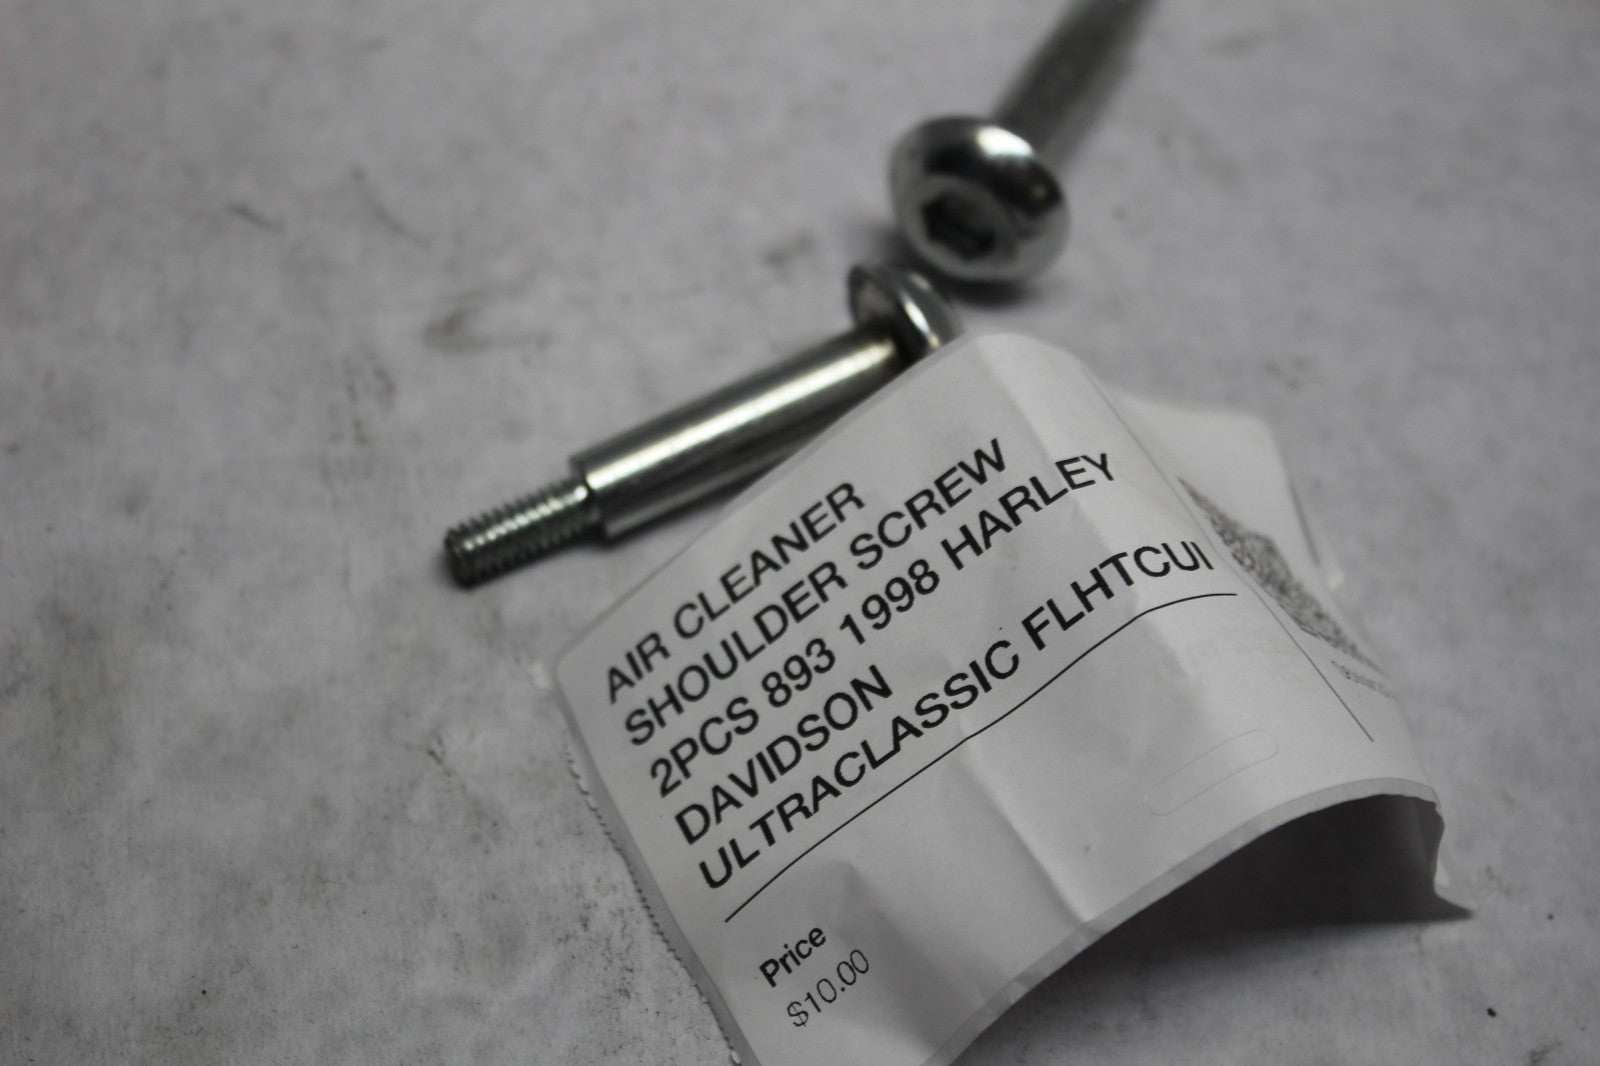 AIR CLEANER
SHOULDER SCREW
2PCS 893 1998 HARLEY
DAVIDSON
ULTRACLASSIC FLHTCUI
Price
$10.00